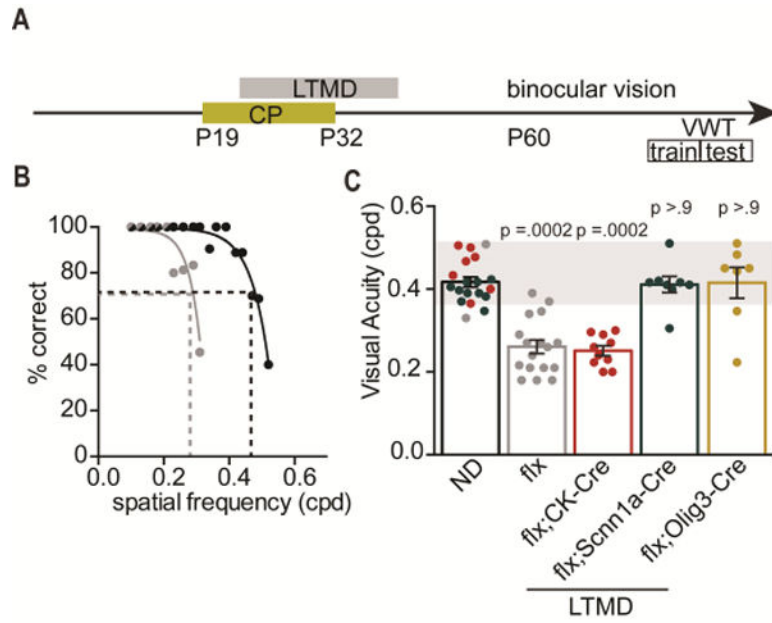 A
LTMD
binocular vision
CP
P19
P32
P60
VWT
train test
B
100
80
60
40
20
0
% correct
0.0
0.2
0.4
0.6
spatial frequency (cpd)
C
0.6
0.4
0.2
0.0
Visual Acuity (cpd)
p =.0002
p =.0002
p >.9
p >.9
ND
flx
flx;CK-Cre
flx;Scnn1a-Cre
flx;Olig3-Cre
LTMD